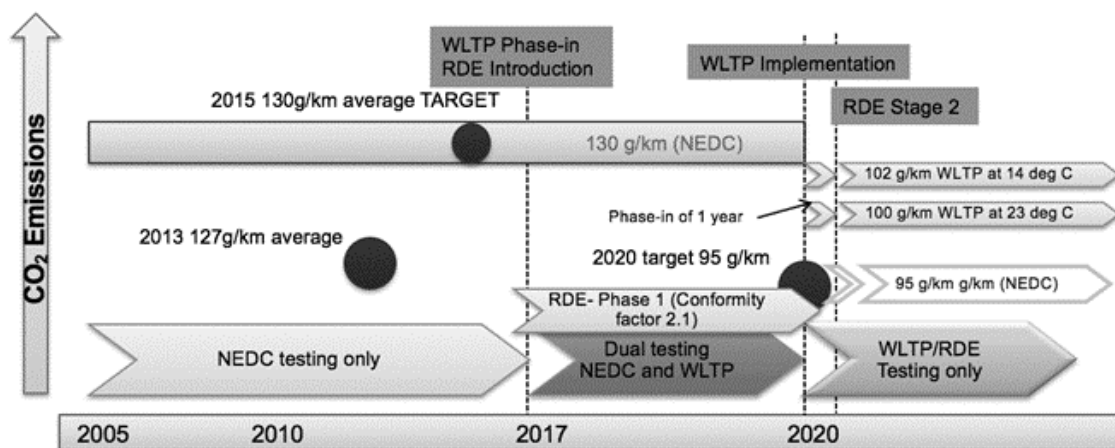 WLTP Phase-in
RDE Introduction
WLTP Implementation
RDE Stage 2
2015 130g/km average TARGET
130 g/km (NEDC)
102 g/km WLTP at 14 deg C
Phase-in of 1 year
100 g/km WLTP at 23 deg C
2013 127g/km average
2020 target 95 g/km
95 g/km g/km (NEDC)
RDE- Phase 1 (Conformity
factor 2.1)
NEDC testing only
Dual testing
NEDC and WLTP
WLTP/RDE
Testing only
CO₂ Emissions
2005
2010
2017
2020